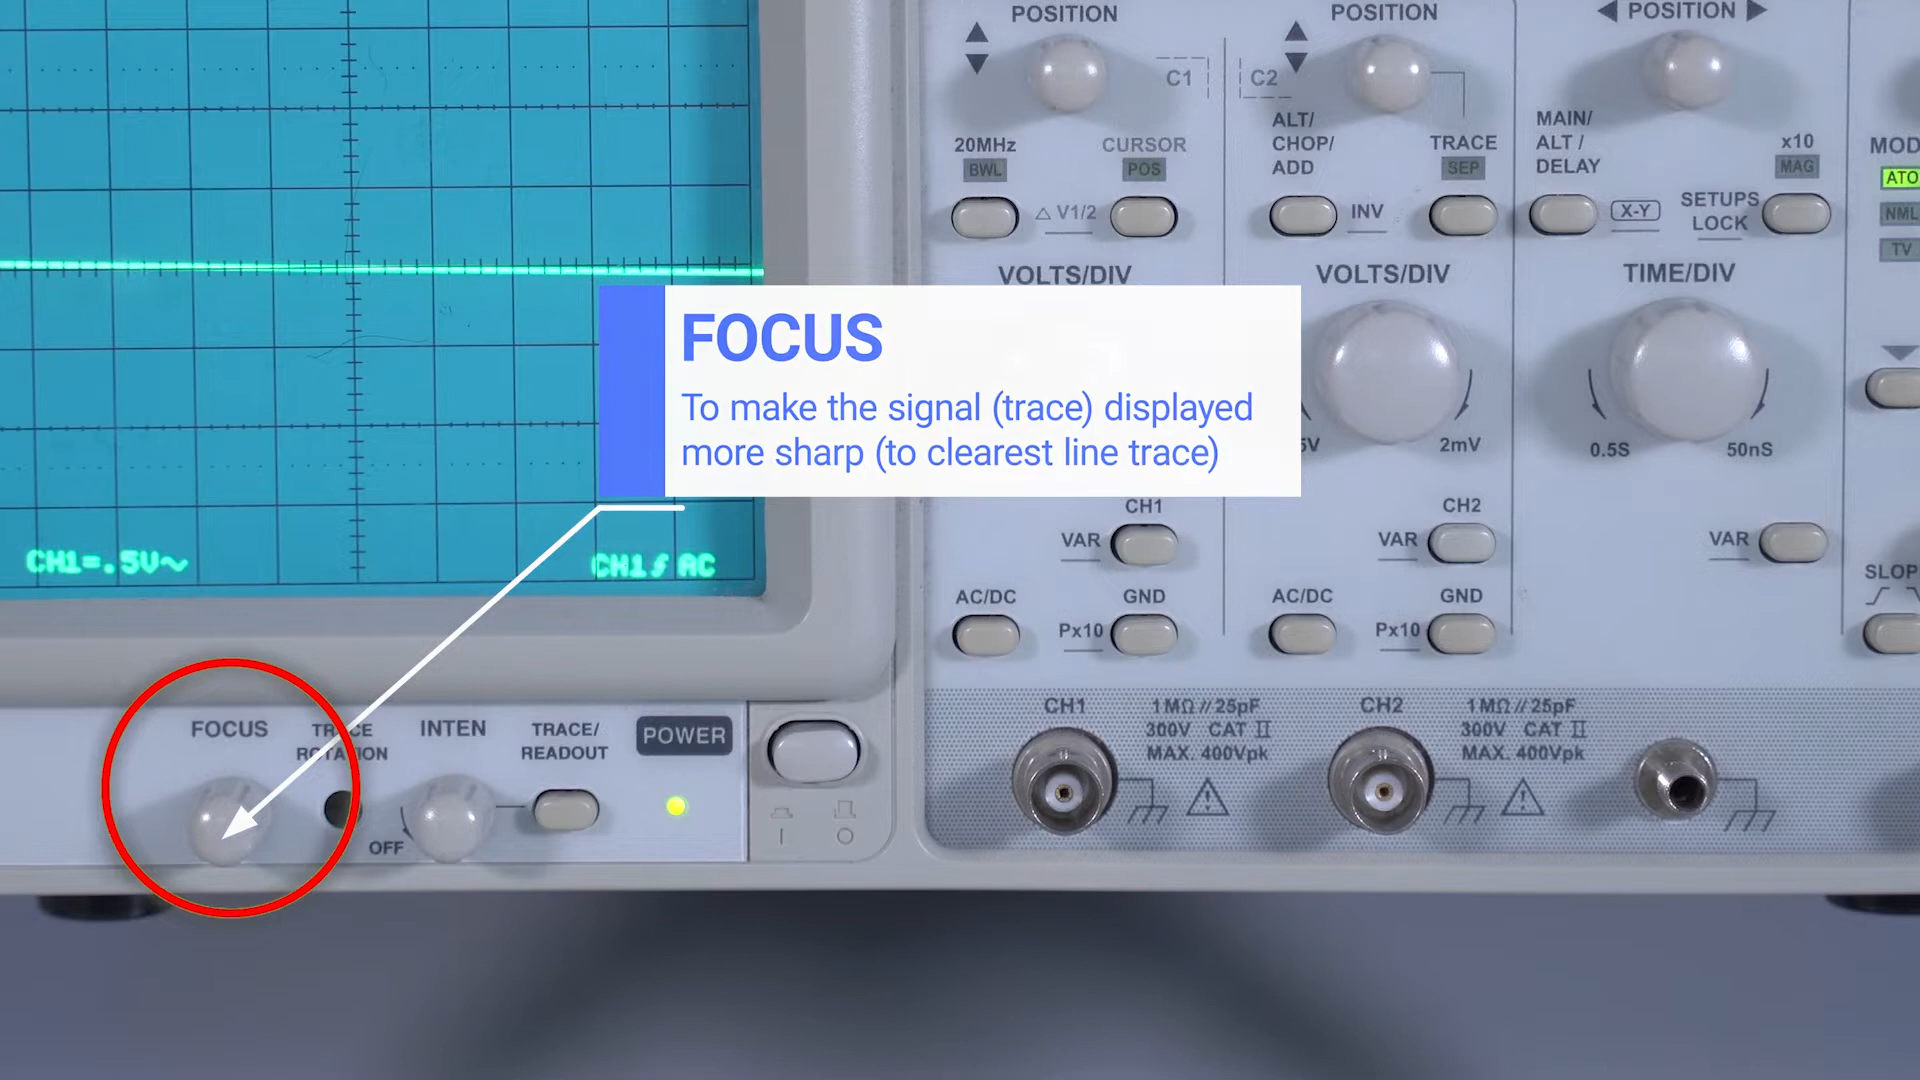 POSITION
POSITION
POSITION
C1
C2
20MHz
BWL
CURSOR
POS
ALT/
CHOP/
ADD
TRACE
SEP
MAIN/
ALT /
DELAY
x10
MAG
MOD
ATO
NML
TV
△V1/2
INV
X-Y
SETUPS
LOCK
VOLTS/DIV
VOLTS/DIV
TIME/DIV
FOCUS
To make the signal (trace) displayed
more sharp (to clearest line trace)
5V
2mV
0.5S
50nS
CH1
VAR
CH2
VAR
VAR
CH1=.5V~
CH1 AC
SLOP
AC/DC
GND
Px10
AC/DC
GND
Px10
FOCUS
TRACE
ROTATION
INTEN
TRACE/
READOUT
POWER
OFF
I
O
CH1
1MΩ//25pF
300V CAT II
MAX. 400Vpk
CH2
1MΩ//25pF
300V CAT II
MAX. 400Vpk